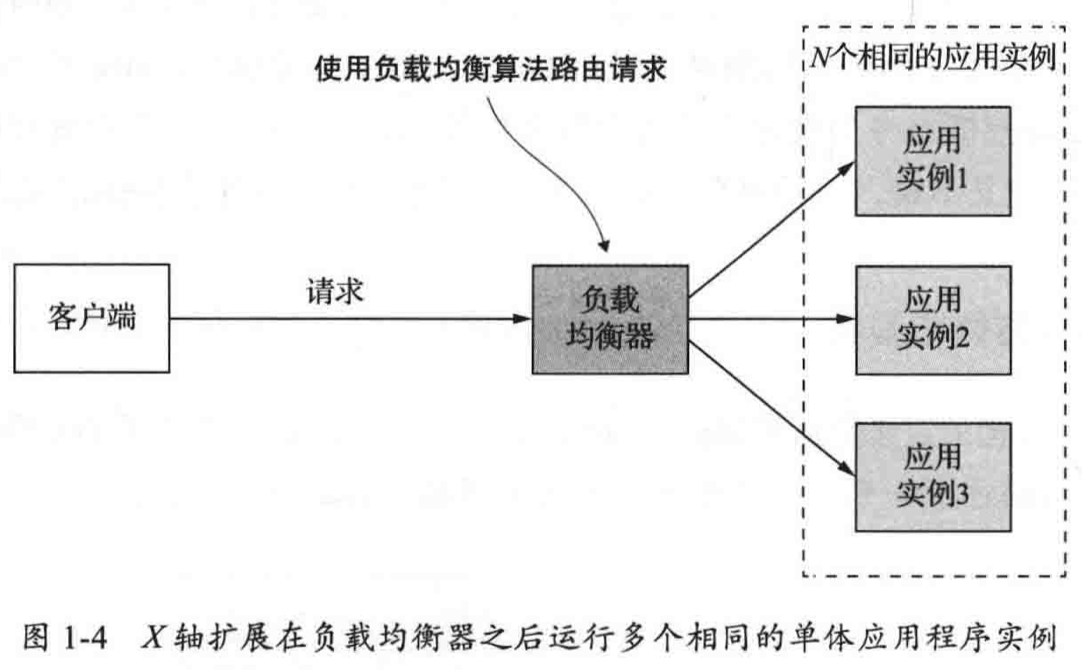 使用负载均衡算法路由请求
N个相同的应用实例
应用
实例1
客户端
请求
负载
均衡器
应用
实例2
应用
实例3
图 1-4 X 轴扩展在负载均衡器之后运行多个相同的单体应用程序实例